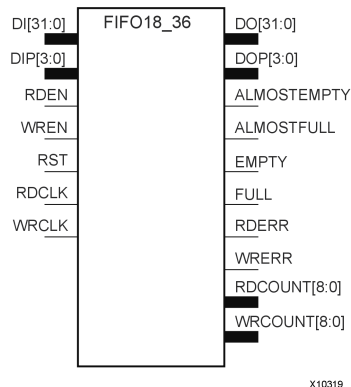 FIFO18_36
DI[31:0]
DIP[3:0]
RDEN
WREN
RST
RDCLK
WRCLK
DO[31:0]
DOP[3:0]
ALMOSTEMPTY
ALMOSTFULL
EMPTY
FULL
RDERR
WRERR
RDCOUNT[8:0]
WRCOUNT[8:0]
X10319